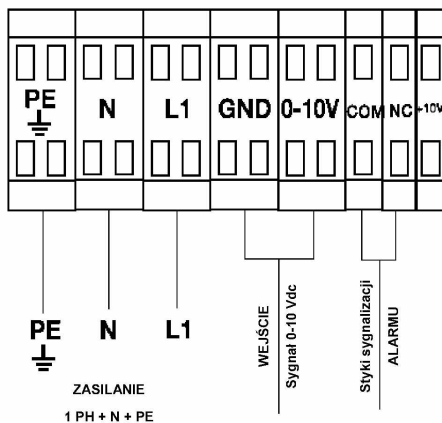 PE N L1 GND 0-10V COM NC +10V
PE N L1
WEJŚCIE
Sygnał 0-10 Vdc
Styki sygnalizacji
ALARMU
ZASILANIE
1 PH + N + PE